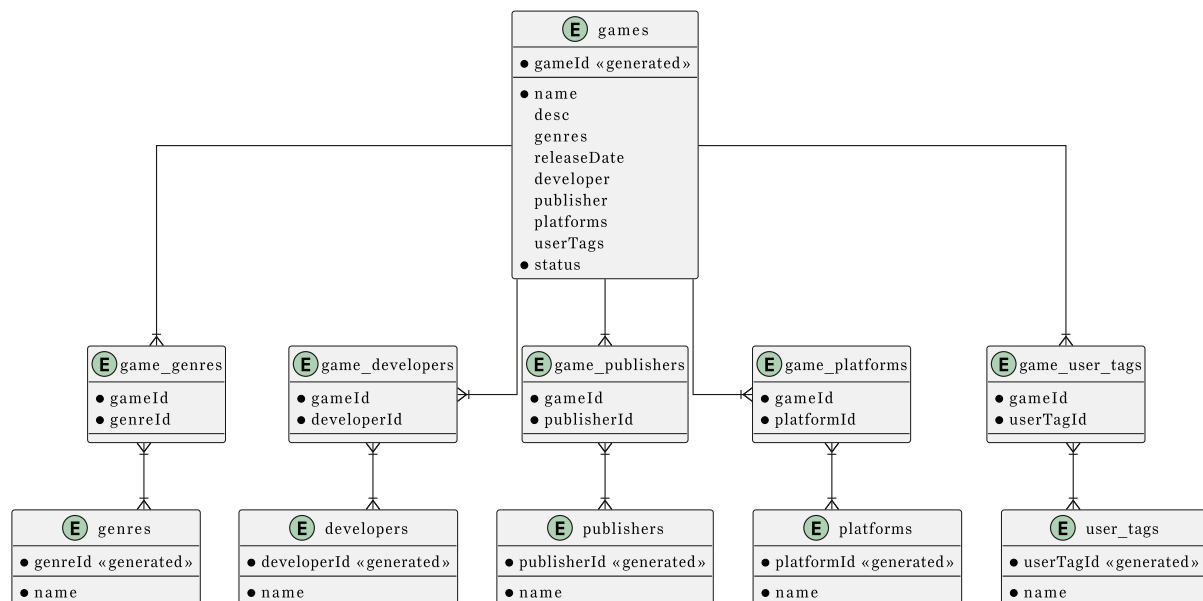 E games
gameId «generated»
name
desc
genres
releaseDate
developer
publisher
platforms
userTags
status
E game_genres
gameId
genreId
E game_developers
gameId
developerId
E game_publishers
gameId
publisherId
E game_platforms
gameId
platformId
E game_user_tags
gameId
userTagId
E genres
genreId «generated»
name
E developers
developerId «generated»
name
E publishers
publisherId «generated»
name
E platforms
platformId «generated»
name
E user_tags
userTagId «generated»
name